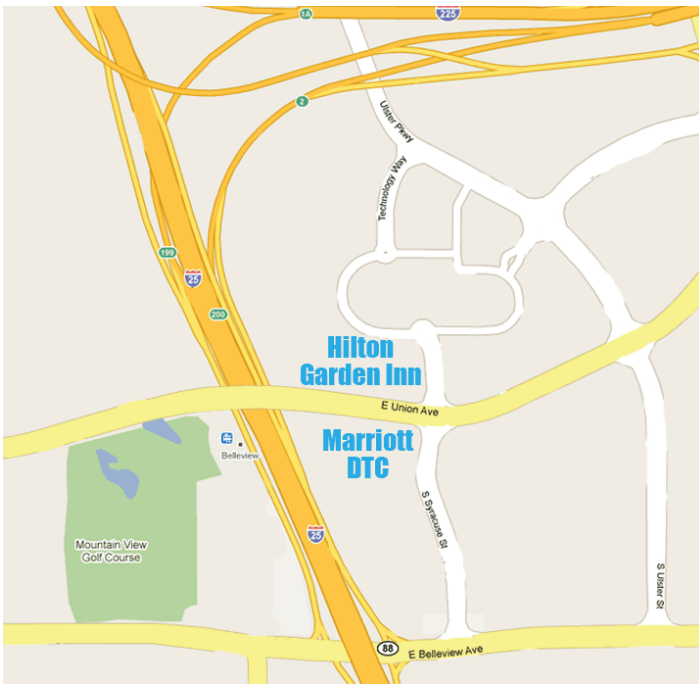 1A
225
2
Ulster Pkwy
Technology Way
199
25
200
Hilton
Garden Inn
E Union Ave
Marriott
DTC
Belleview
S Syracuse St
25
Mountain View
Golf Course
S Ulster St
88
E Belleview Ave